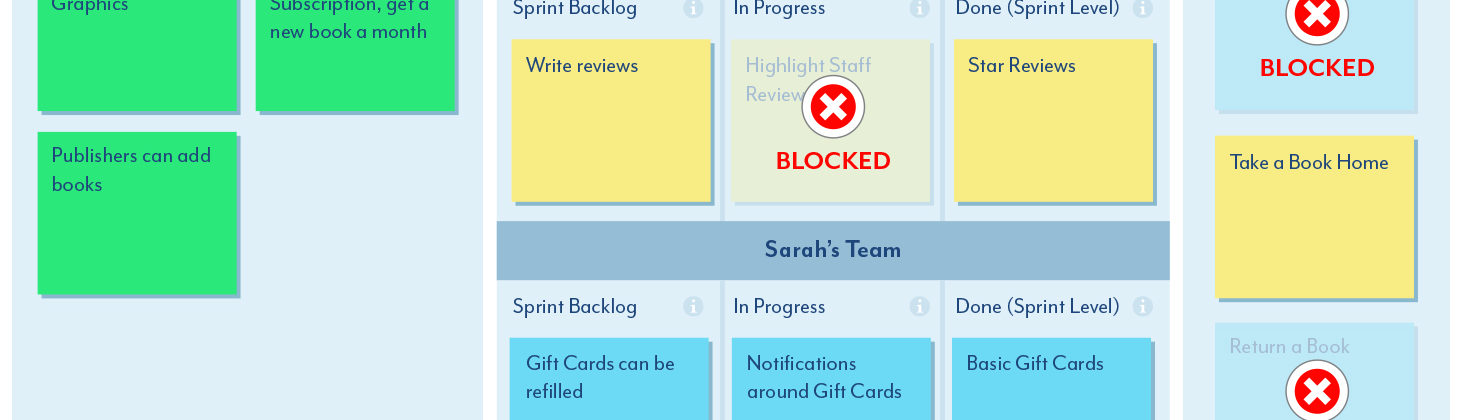 Graphics
Subscription, get a
new book a month
Publishers can add
books
Sprint Backlog
In Progress
Done (Sprint Level)
Write reviews
Highlight Staff
Review
BLOCKED
Star Reviews
Sarah's Team
Sprint Backlog
In Progress
Done (Sprint Level)
Gift Cards can be
refilled
Notifications
around Gift Cards
Basic Gift Cards
BLOCKED
Take a Book Home
Return a Book